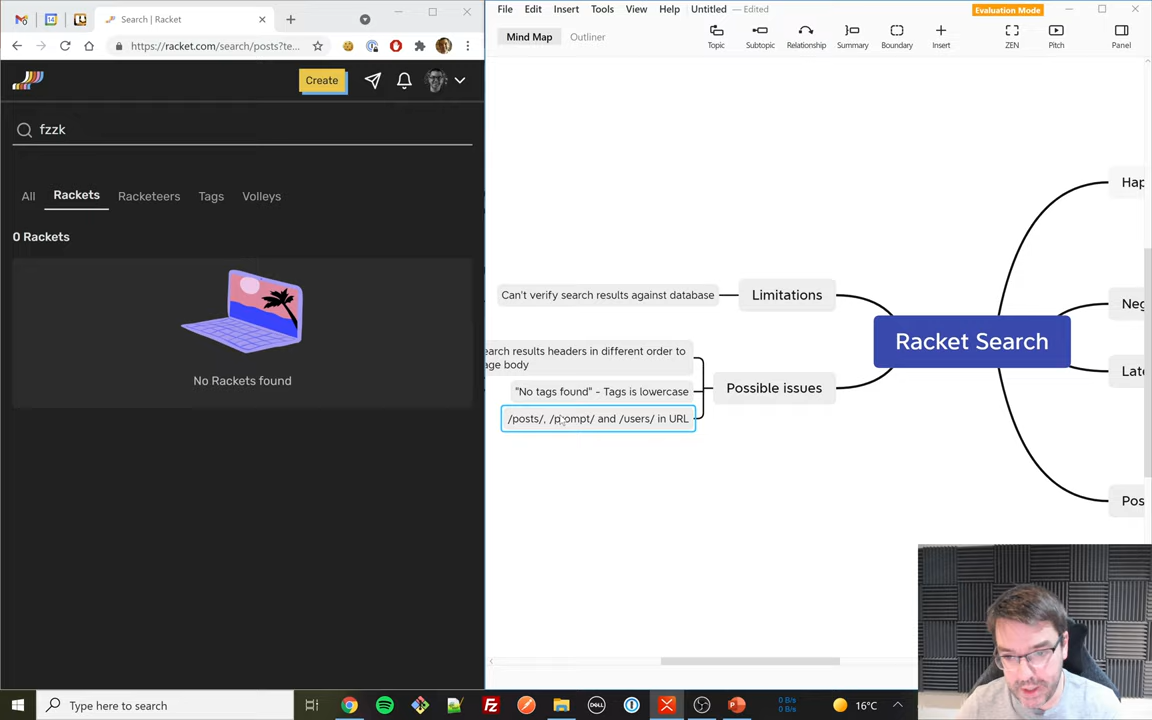 Search | Racket
https://racket.com/search/posts?te...
Create
fzzk
All Rackets Racketeers Tags Volleys
0 Rackets
No Rackets found
File Edit Insert Tools View Help Untitled — Edited
Evaluation Mode
Mind Map Outliner
Topic Subtopic Relationship Summary Boundary Insert ZEN Pitch Panel
Can't verify search results against database
Limitations
Racket Search
earch results headers in different order to
age body
"No tags found" - Tags is lowercase
/posts/, /prompt/ and /users/ in URL
Possible issues
Hap
Neg
Late
Pos
Type here to search
0 B/s
0 B/s
16°C